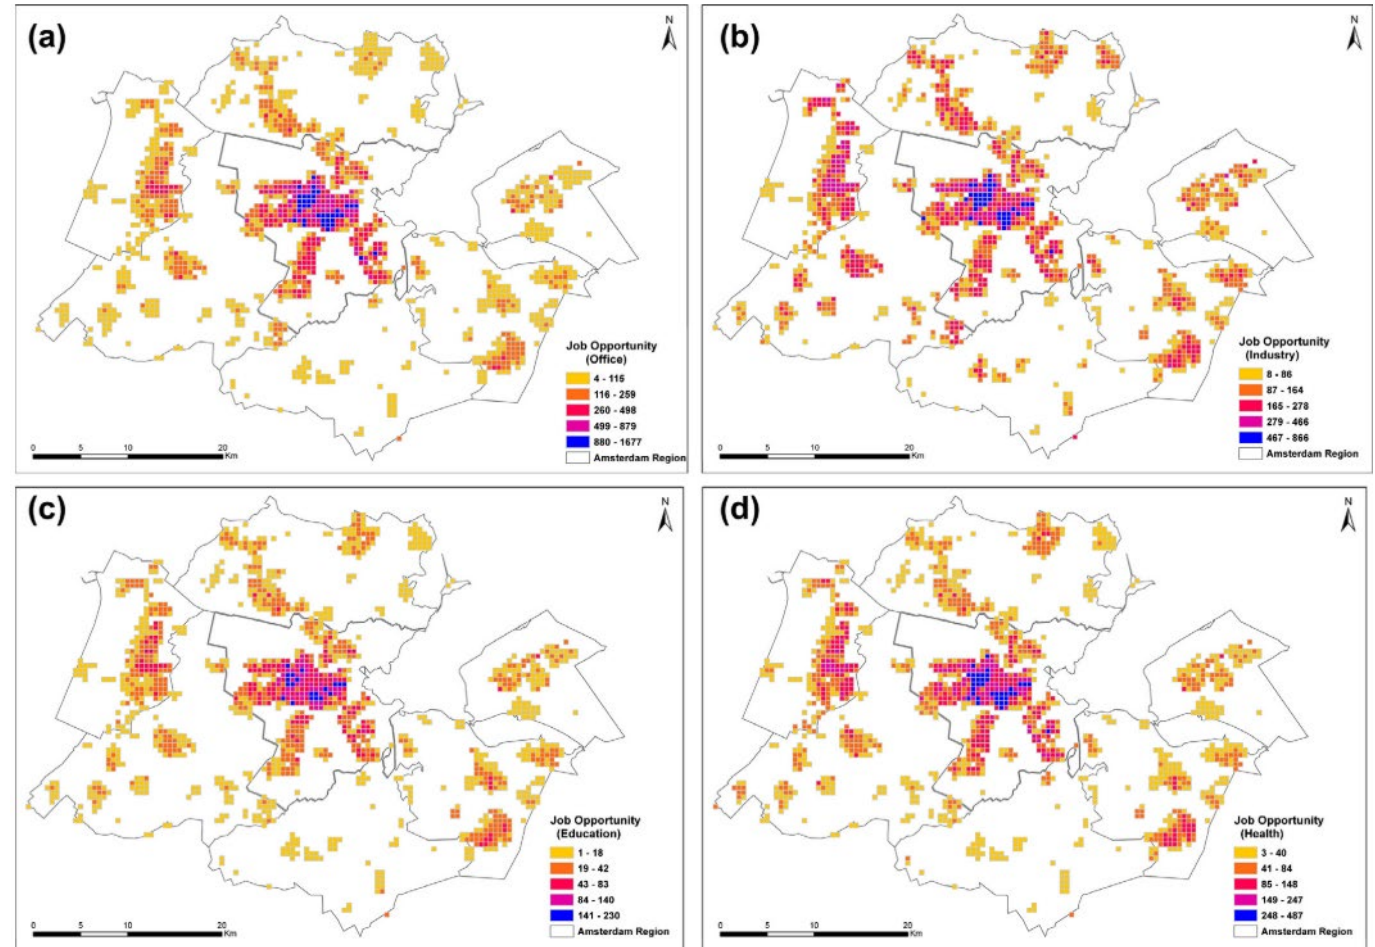 (a)
N
Job Opportunity
(Office)
4 - 115
116 - 259
260 - 498
499 - 879
880 - 1677
Amsterdam Region
0 5 10 20
Km
(b)
N
Job Opportunity
(Industry)
8 - 86
87 - 164
165 - 278
279 - 466
467 - 866
Amsterdam Region
0 5 10 20
Km
(c)
N
Job Opportunity
(Education)
1 - 18
19 - 42
43 - 83
84 - 140
141 - 230
Amsterdam Region
0 5 10 20
Km
(d)
N
Job Opportunity
(Health)
3 - 40
41 - 84
85 - 148
149 - 247
248 - 487
Amsterdam Region
0 5 10 20
Km